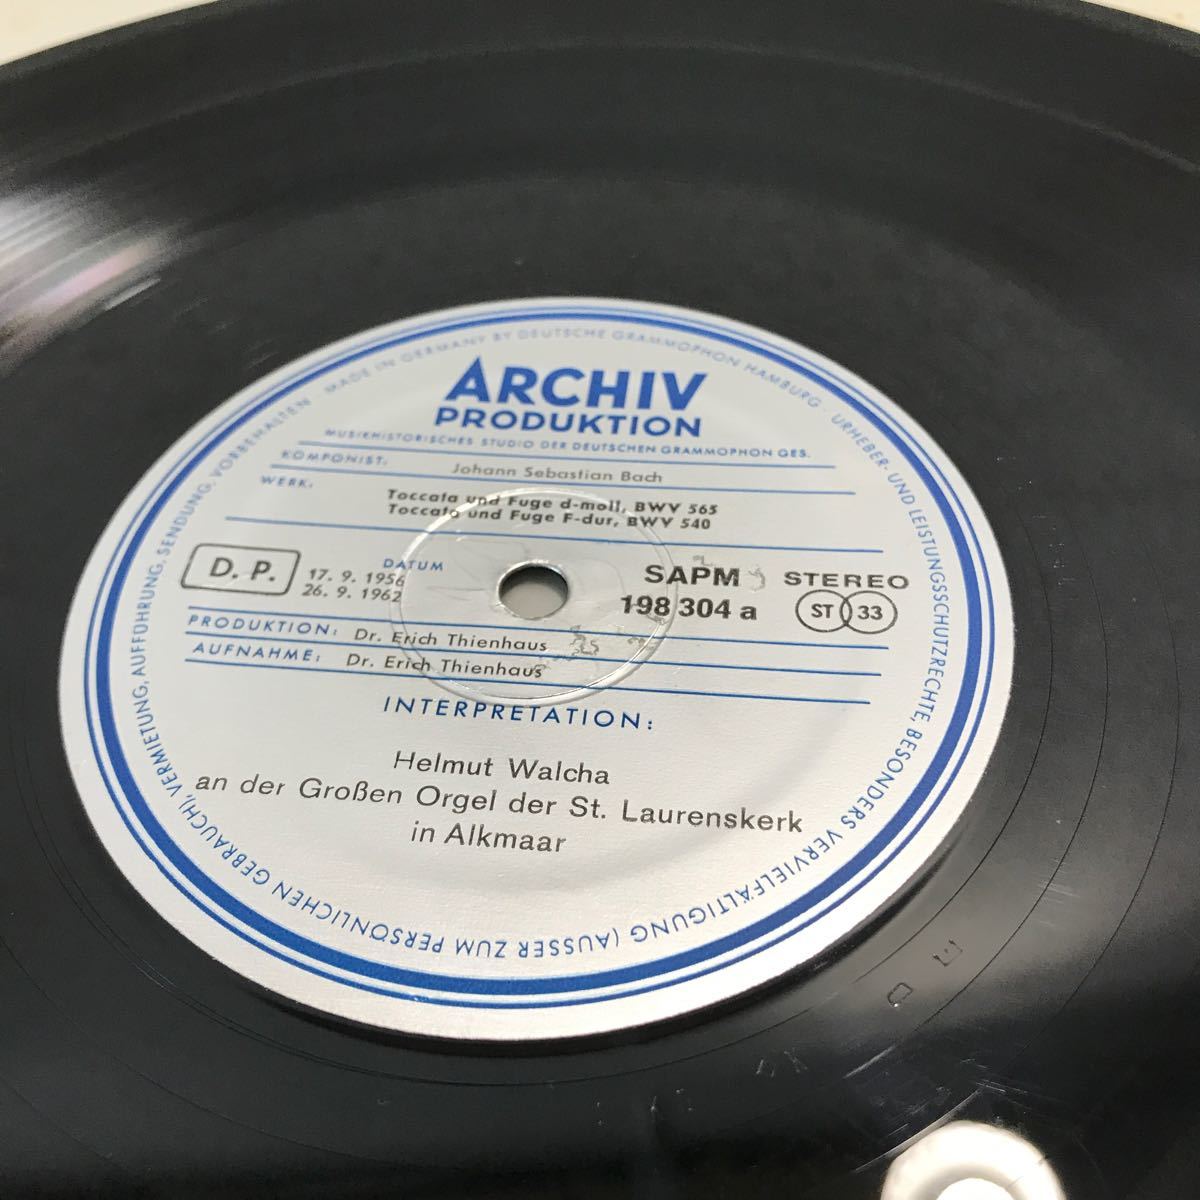 ARCHIV
PRODUKTION
MUSIKHISTORISCHES STUDIO DER DEUTSCHEN GRAMMOPHON GES.
KOMPONIST: Johann Sebastian Bach
WERK: Toccata und Fuge d-moll, BWV 565
Toccata und Fuge F-dur, BWV 540
D. P.
DATUM
17. 9. 1956
26. 9. 1962
SAPM
198 304 a
STEREO
ST 33
PRODUKTION: Dr. Erich Thienhaus
AUFNAHME: Dr. Erich Thienhaus
INTERPRETATION:
Helmut Walcha
an der Großen Orgel der St. Laurenskerk
in Alkmaar
MADE IN GERMANY BY DEUTSCHE GRAMMOPHON HAMBURG · URHEBER- UND LEISTUNGSSCHUTZRECHTE, BESONDERS VERVIELFÄLTIGUNG (AUSSER ZUM PERSÖNLICHEN GEBRAUCH), VERMIETUNG, AUFFÜHRUNG, SENDUNG, VORBEHALTEN ·